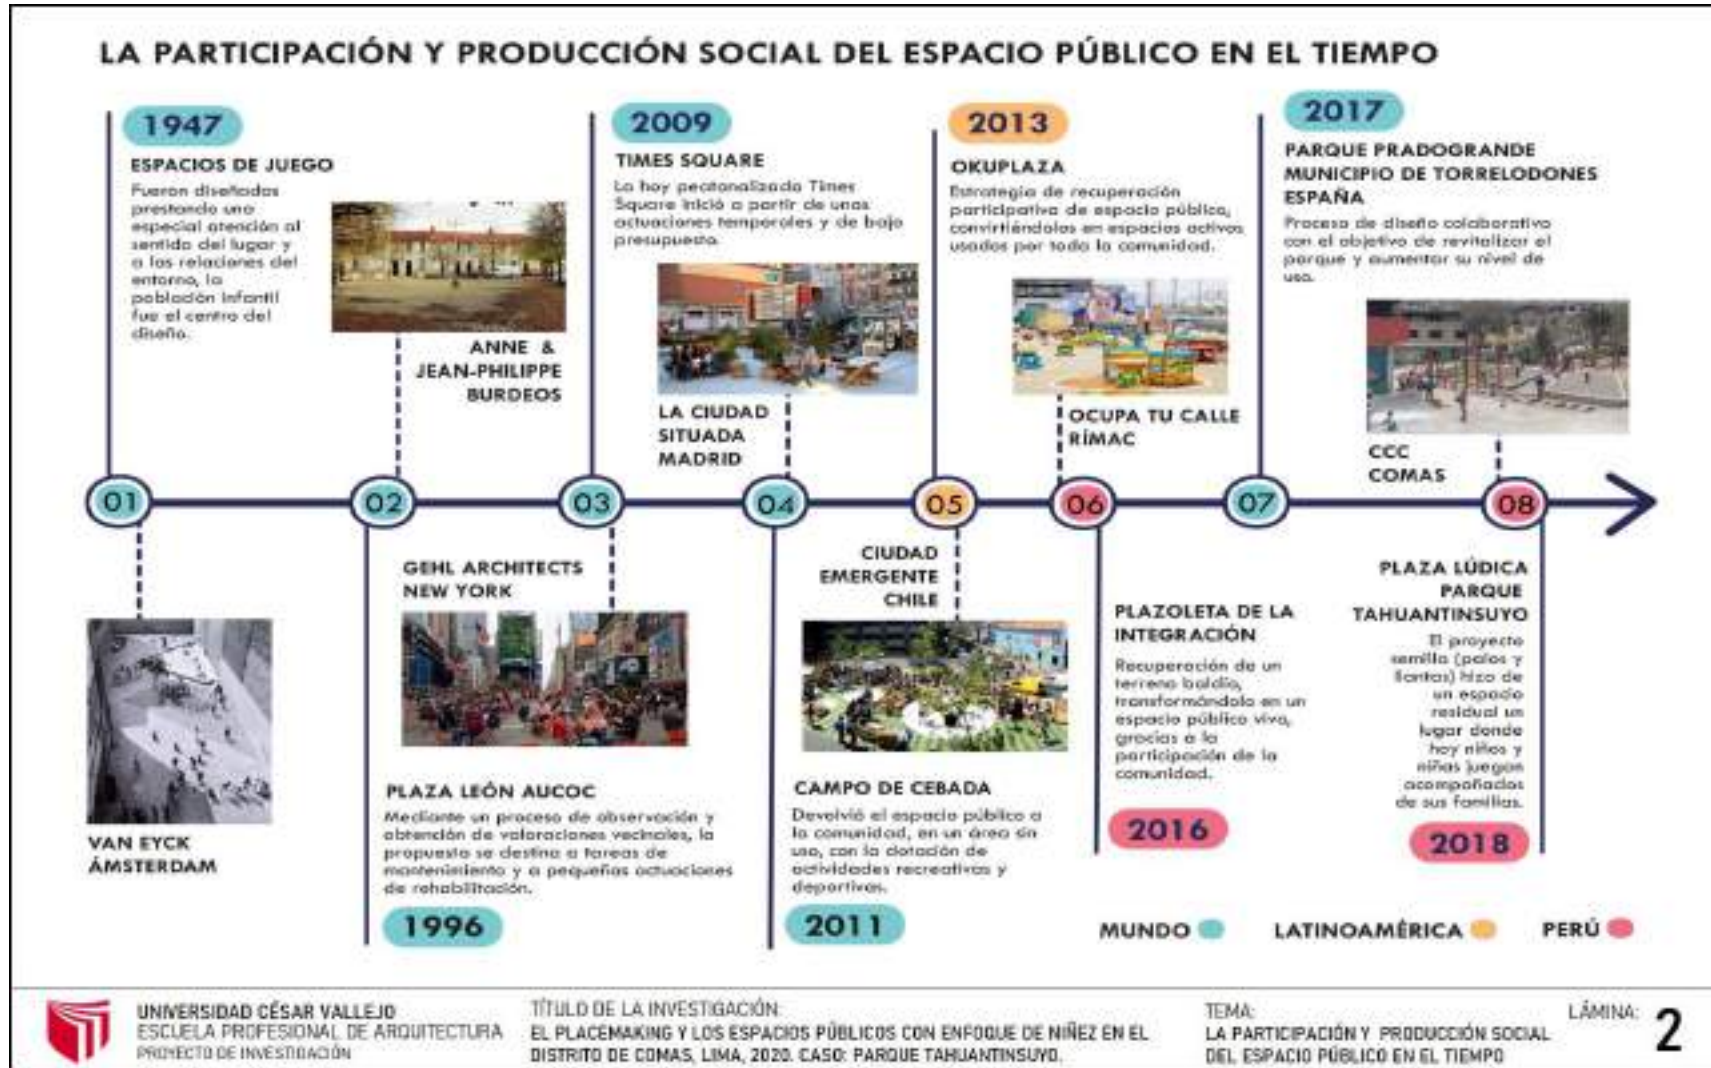 LA PARTICIPACIÓN Y PRODUCCIÓN SOCIAL DEL ESPACIO PÚBLICO EN EL TIEMPO
1947
ESPACIOS DE JUEGO
Fueron diseñadas
prestando una
especial atención al
sentido del lugar y
a las relaciones del
entorno, la
población infantil
fue el centro del
diseño.
ANNE &
JEAN-PHILIPPE
BURDEOS
2009
TIMES SQUARE
La hoy peatonalizada Times
Square inició a partir de unas
actuaciones temporales y de bajo
presupuesto.
LA CIUDAD
SITUADA
MADRID
2013
OKUPLAZA
Estrategia de recuperación
participativa de espacio público,
convirtiéndolos en espacios activos
usados por toda la comunidad.
OCUPA TU CALLE
RÍMAC
2017
PARQUE PRADOGRANDE
MUNICIPIO DE TORRELODONES
ESPAÑA
Proceso de diseño colaborativo
con el objetivo de revitalizar el
parque y aumentar su nivel de
uso.
CCC
COMAS
01
02
03
04
05
06
07
08
VAN EYCK
ÁMSTERDAM
GEHL ARCHITECTS
NEW YORK
PLAZA LEÓN AUCOC
Mediante un proceso de observación y
obtención de valoraciones vecinales, la
propuesta se destina a tareas de
mantenimiento y a pequeñas actuaciones
de rehabilitación.
1996
CIUDAD
EMERGENTE
CHILE
CAMPO DE CEBADA
Devolvió el espacio público a
la comunidad, en un área sin
uso, con la dotación de
actividades recreativas y
deportivas.
2011
PLAZOLETA DE LA
INTEGRACIÓN
Recuperación de un
terreno baldío,
transformándolo en un
espacio público vivo,
gracias a la
participación de la
comunidad.
2016
PLAZA LÚDICA
PARQUE
TAHUANTINSUYO
El proyecto
semilla (palos y
llantas) hizo de
un espacio
residual un
lugar donde
hoy niños y
niñas juegan
acompañados
de sus familias.
2018
MUNDO
LATINOAMÉRICA
PERÚ
UNIVERSIDAD CÉSAR VALLEJO
ESCUELA PROFESIONAL DE ARQUITECTURA
PROYECTO DE INVESTIGACIÓN
TÍTULO DE LA INVESTIGACIÓN:
EL PLACEMAKING Y LOS ESPACIOS PÚBLICOS CON ENFOQUE DE NIÑEZ EN EL
DISTRITO DE COMAS, LIMA, 2020. CASO: PARQUE TAHUANTINSUYO.
TEMA:
LA PARTICIPACIÓN Y PRODUCCIÓN SOCIAL
DEL ESPACIO PÚBLICO EN EL TIEMPO
LÁMINA: 2